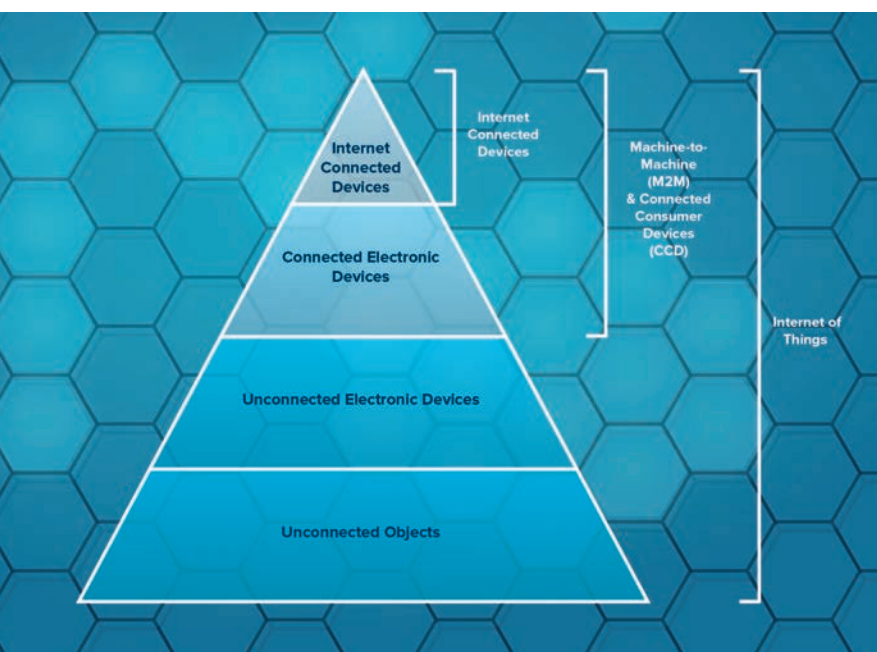 Internet
Connected
Devices
Connected Electronic
Devices
Unconnected Electronic Devices
Unconnected Objects
Internet
Connected
Devices
Machine-to-
Machine
(M2M)
& Connected
Consumer
Devices
(CCD)
Internet of
Things